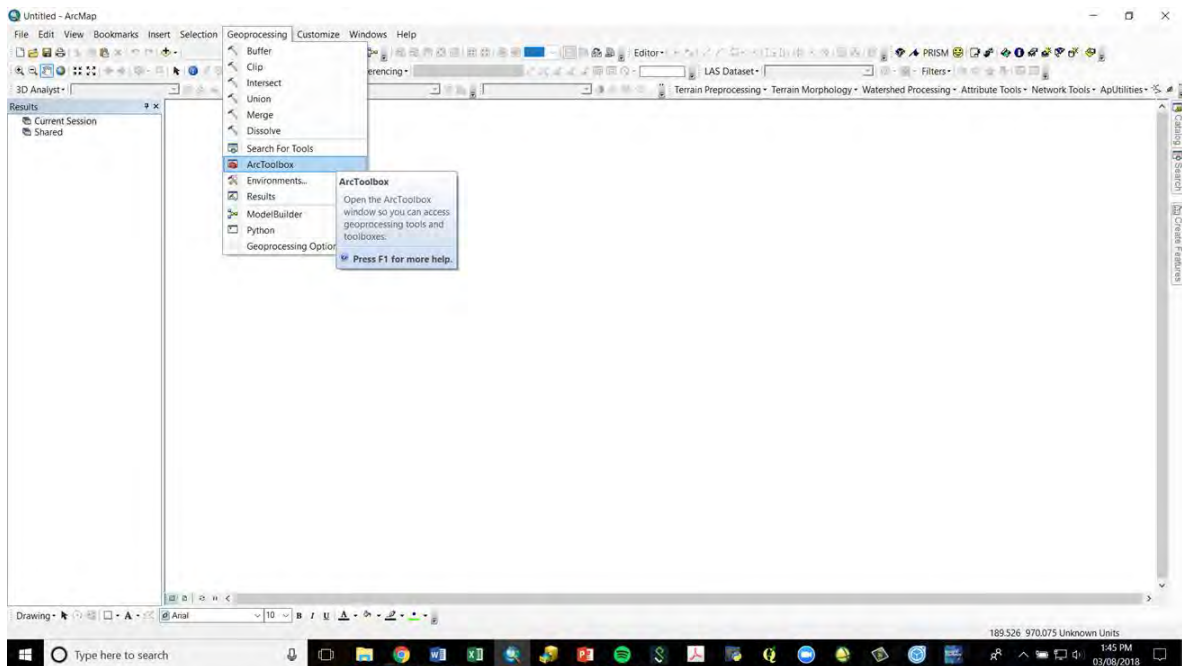 Untitled - ArcMap
File Edit View Bookmarks Insert Selection Geoprocessing Customize Windows Help
Editor
PRISM
erencing
LAS Dataset
Filters
3D Analyst
Terrain Preprocessing Terrain Morphology Watershed Processing Attribute Tools Network Tools ApUtilities
Results
Current Session
Shared
Buffer
Clip
Intersect
Union
Merge
Dissolve
Search For Tools
ArcToolbox
Environments...
Results
ModelBuilder
Python
Geoprocessing Option
ArcToolbox
Open the ArcToolbox
window so you can access
geoprocessing tools and
toolboxes.
Press F1 for more help.
Catalog
Search
Create Features
Drawing
A
Arial
10
B I U A
189.526 970.075 Unknown Units
Type here to search
1:45 PM
03/08/2018